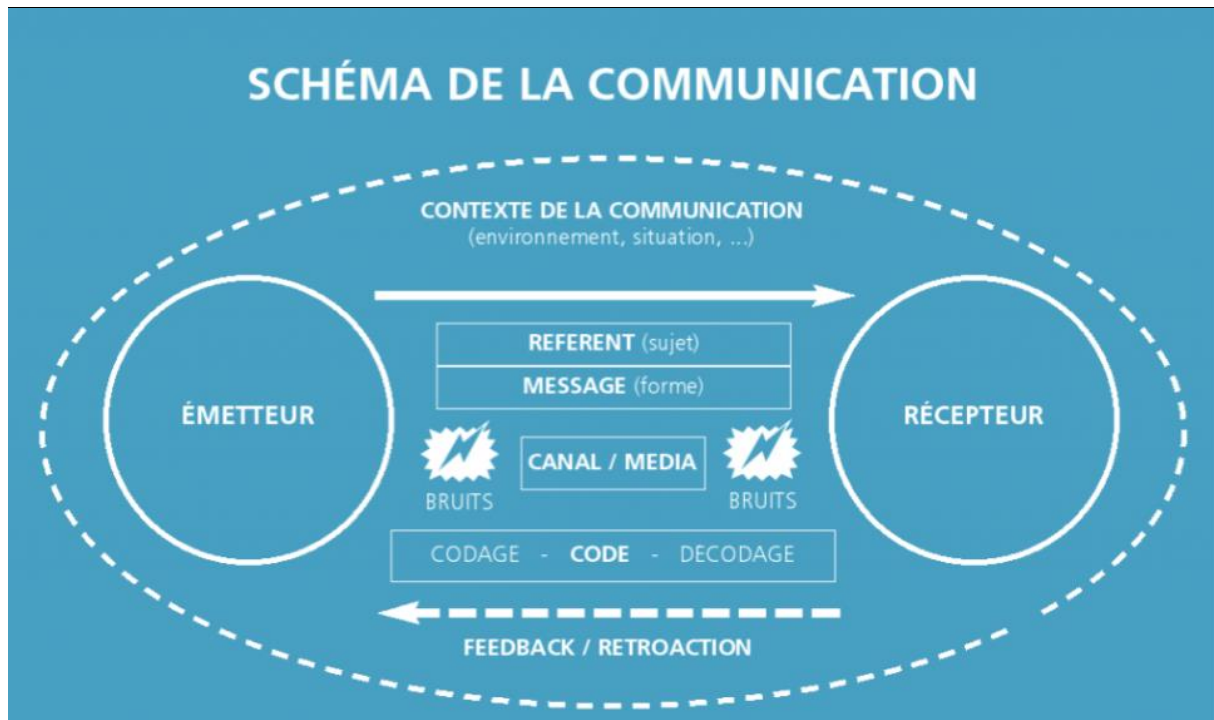 SCHÉMA DE LA COMMUNICATION
CONTEXTE DE LA COMMUNICATION
(environnement, situation, ...)
REFERENT (sujet)
MESSAGE (forme)
ÉMETTEUR
RÉCEPTEUR
CANAL / MEDIA
BRUITS
BRUITS
CODAGE - CODE - DECODAGE
FEEDBACK / RETROACTION